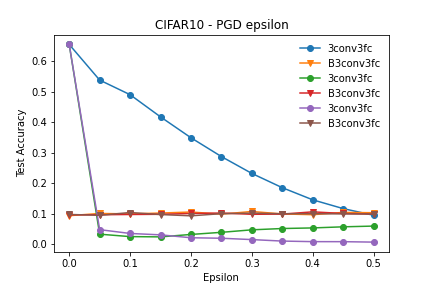 CIFAR10 - PGD epsilon
3conv3fc
B3conv3fc
3conv3fc
B3conv3fc
3conv3fc
B3conv3fc
Test Accuracy
0.6
0.5
0.4
0.3
0.2
0.1
0.0
0.0 0.1 0.2 0.3 0.4 0.5
Epsilon